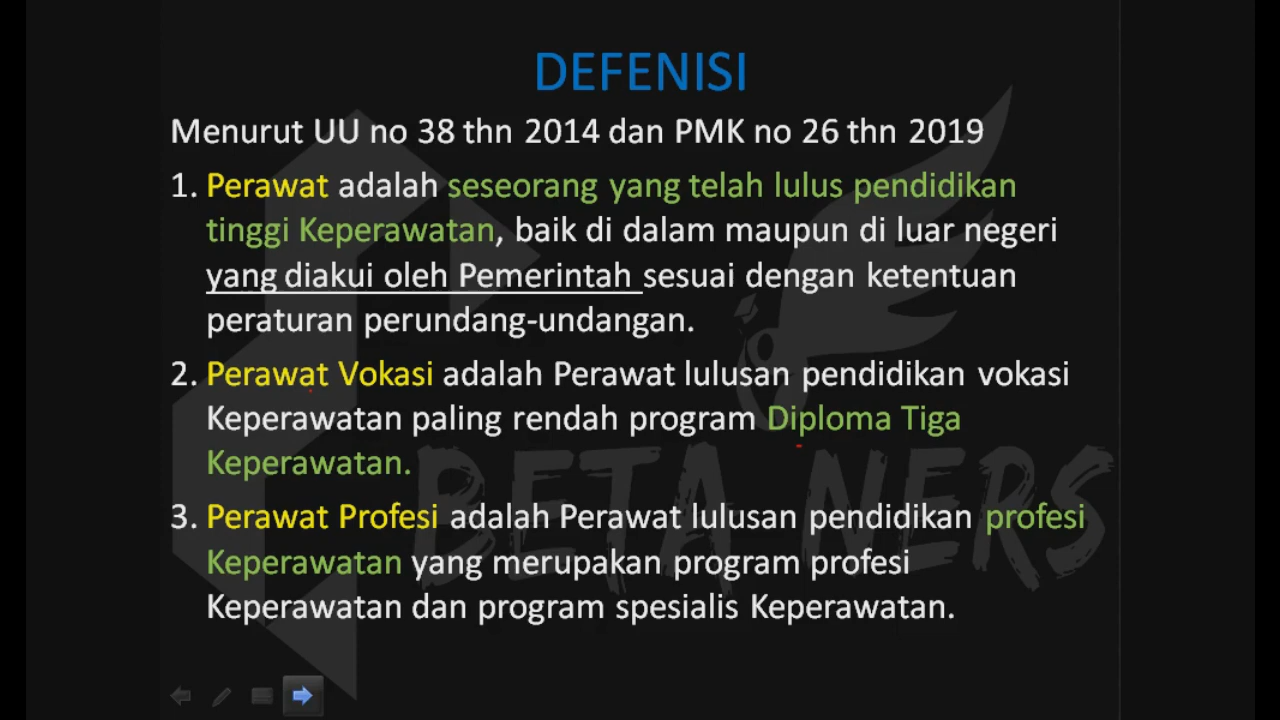 DEFENISI
Menurut UU no 38 thn 2014 dan PMK no 26 thn 2019
1. Perawat adalah seseorang yang telah lulus pendidikan
tinggi Keperawatan, baik di dalam maupun di luar negeri
yang diakui oleh Pemerintah sesuai dengan ketentuan
peraturan perundang-undangan.
2. Perawat Vokasi adalah Perawat lulusan pendidikan vokasi
Keperawatan paling rendah program Diploma Tiga
Keperawatan.
BETA NERS
3. Perawat Profesi adalah Perawat lulusan pendidikan profesi
Keperawatan yang merupakan program profesi
Keperawatan dan program spesialis Keperawatan.